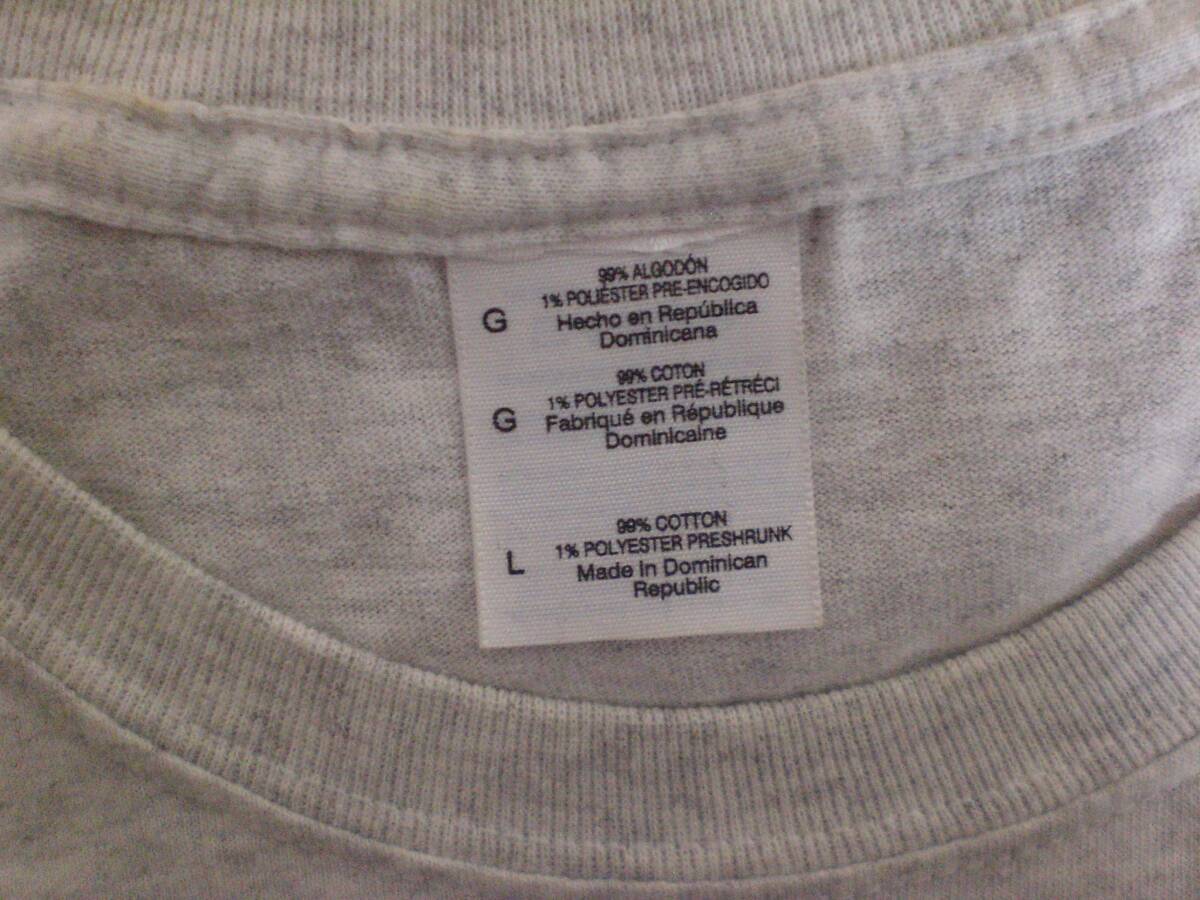 99% ALGODÓN
1% POLIÉSTER PRE-ENCOGIDO
G
Hecho en República
Dominicana
99% COTON
1% POLYESTER PRÉ-RÉTRÉCI
G
Fabriqué en République
Dominicaine
99% COTTON
1% POLYESTER PRESHRUNK
L
Made in Dominican
Republic